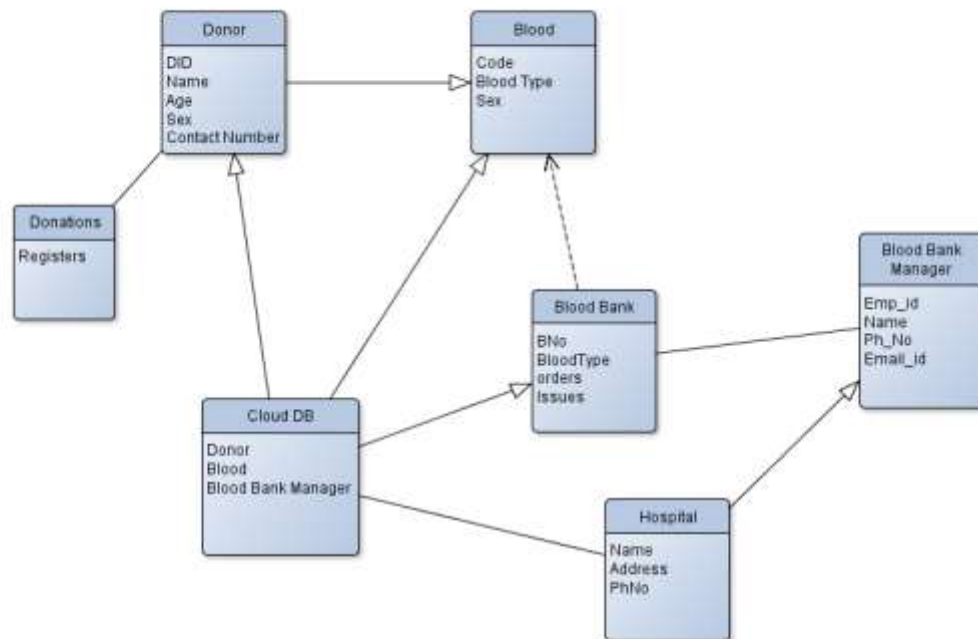 Donor
DID
Name
Age
Sex
Contact Number
Blood
Code
Blood Type
Sex
Donations
Registers
Blood Bank
Manager
Emp_Id
Name
Ph_No
Email_Id
Blood Bank
BNo
BloodType
orders
Issues
Cloud DB
Donor
Blood
Blood Bank Manager
Hospital
Name
Address
PhNo